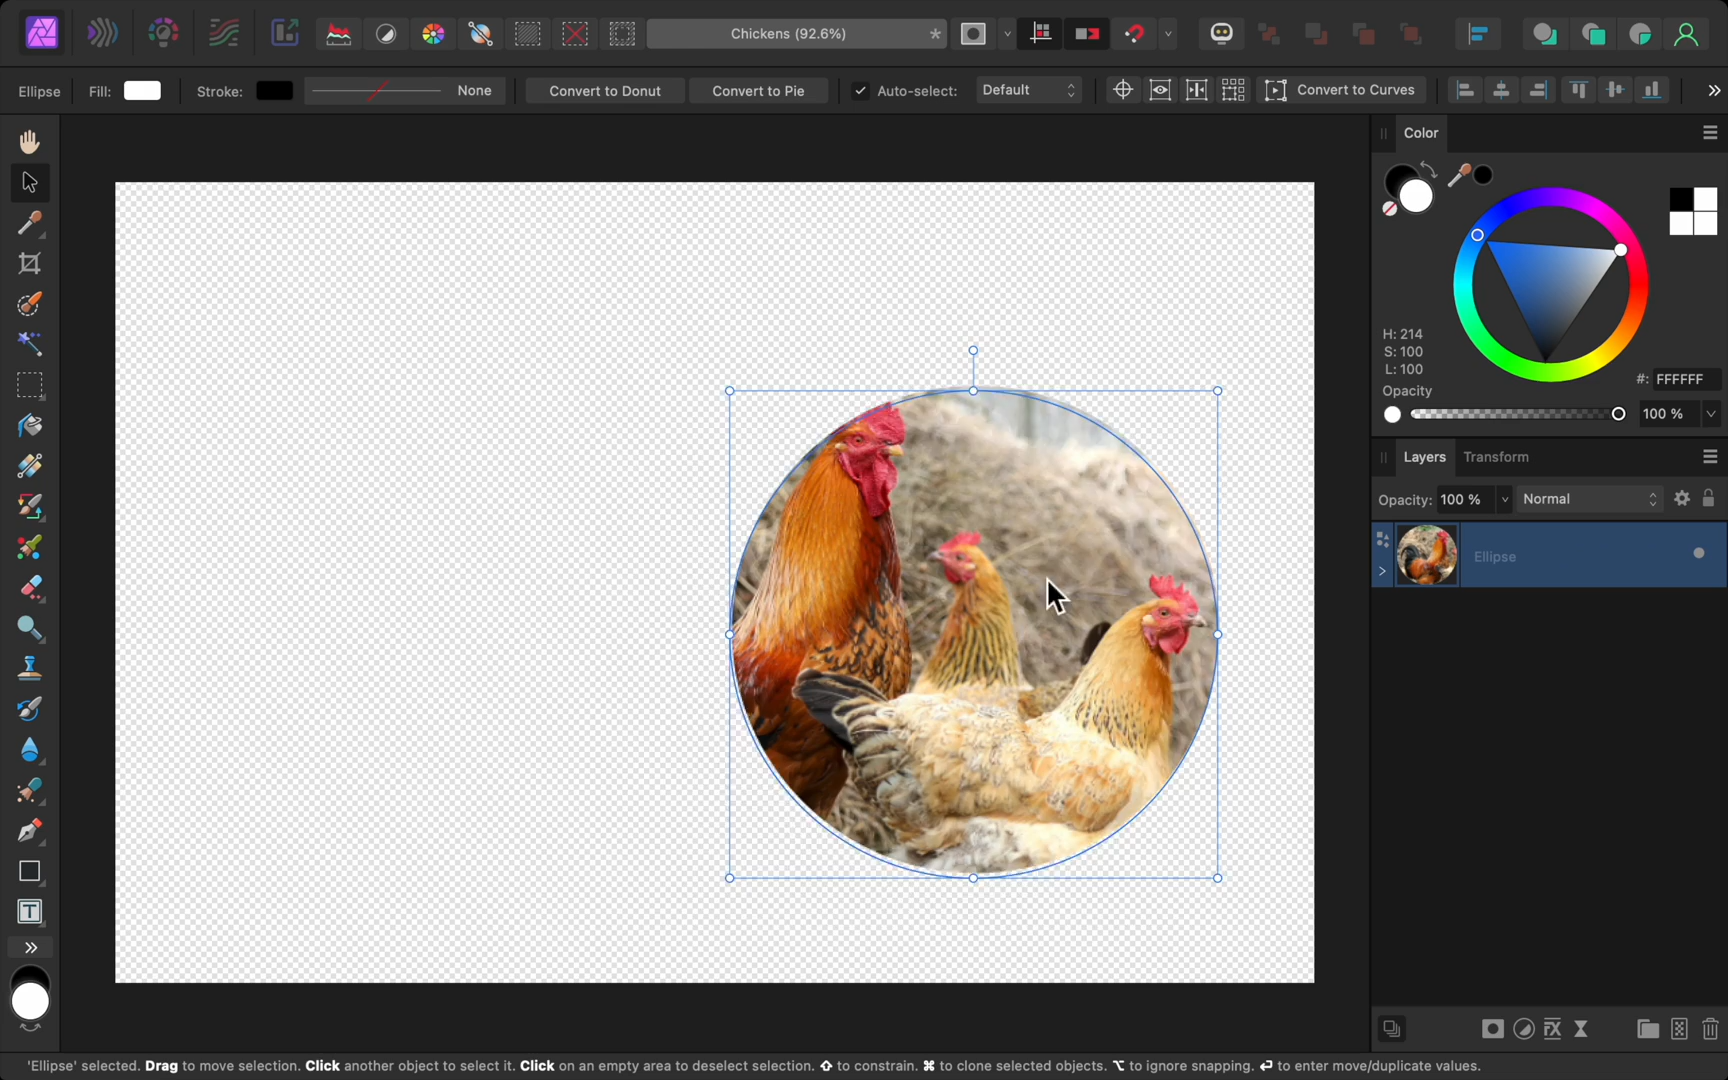 Chickens (92.6%) *
Ellipse Fill: Stroke: None Convert to Donut Convert to Pie Auto-select: Default Convert to Curves
Color
H: 214
S: 100
L: 100
#: FFFFFF
Opacity
100 %
Layers Transform
Opacity: 100 % Normal
Ellipse
'Ellipse' selected. Drag to move selection. Click another object to select it. Click on an empty area to deselect selection. ⇧ to constrain. ⌘ to clone selected objects. ⌥ to ignore snapping. ↵ to enter move/duplicate values.